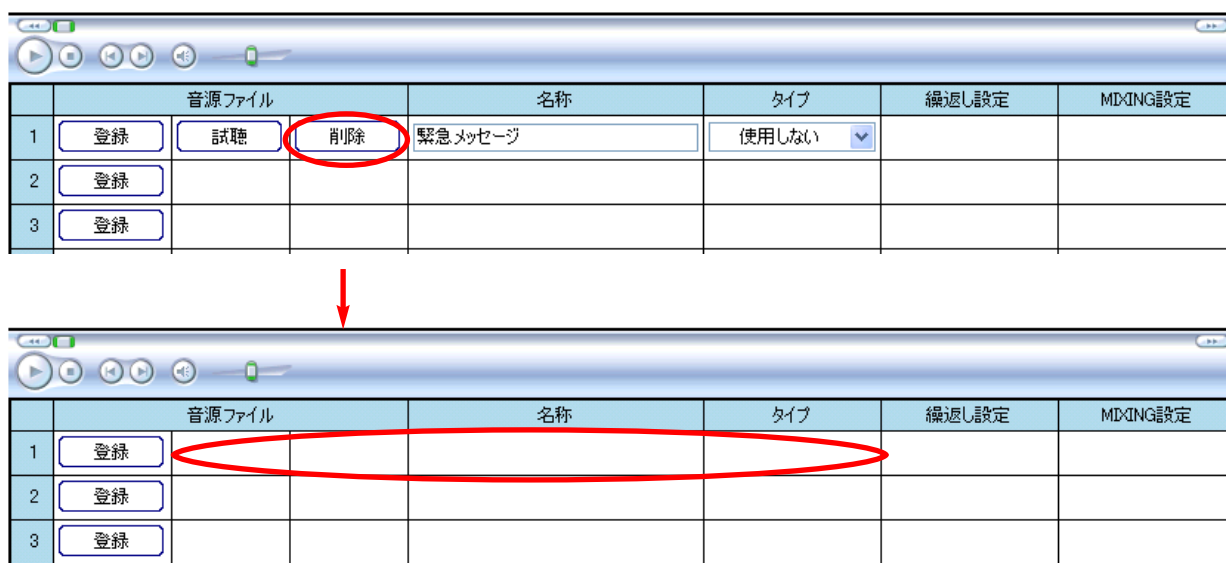 音源ファイル 名称 タイプ 繰返し設定 MIXING設定
1 登録 試聴 削除 緊急メッセージ 使用しない
2 登録
3 登録
音源ファイル 名称 タイプ 繰返し設定 MIXING設定
1 登録
2 登録
3 登録